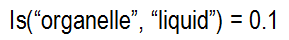 Is(“organelle”, “liquid”) = 0.1